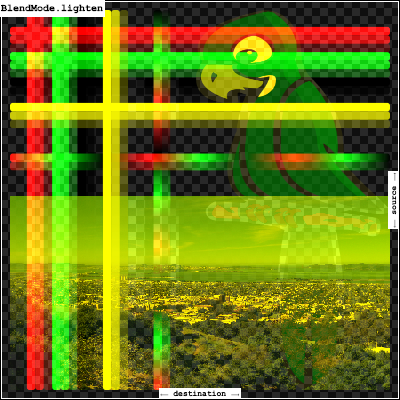 BlendMode.lighten
← source →
← destination →